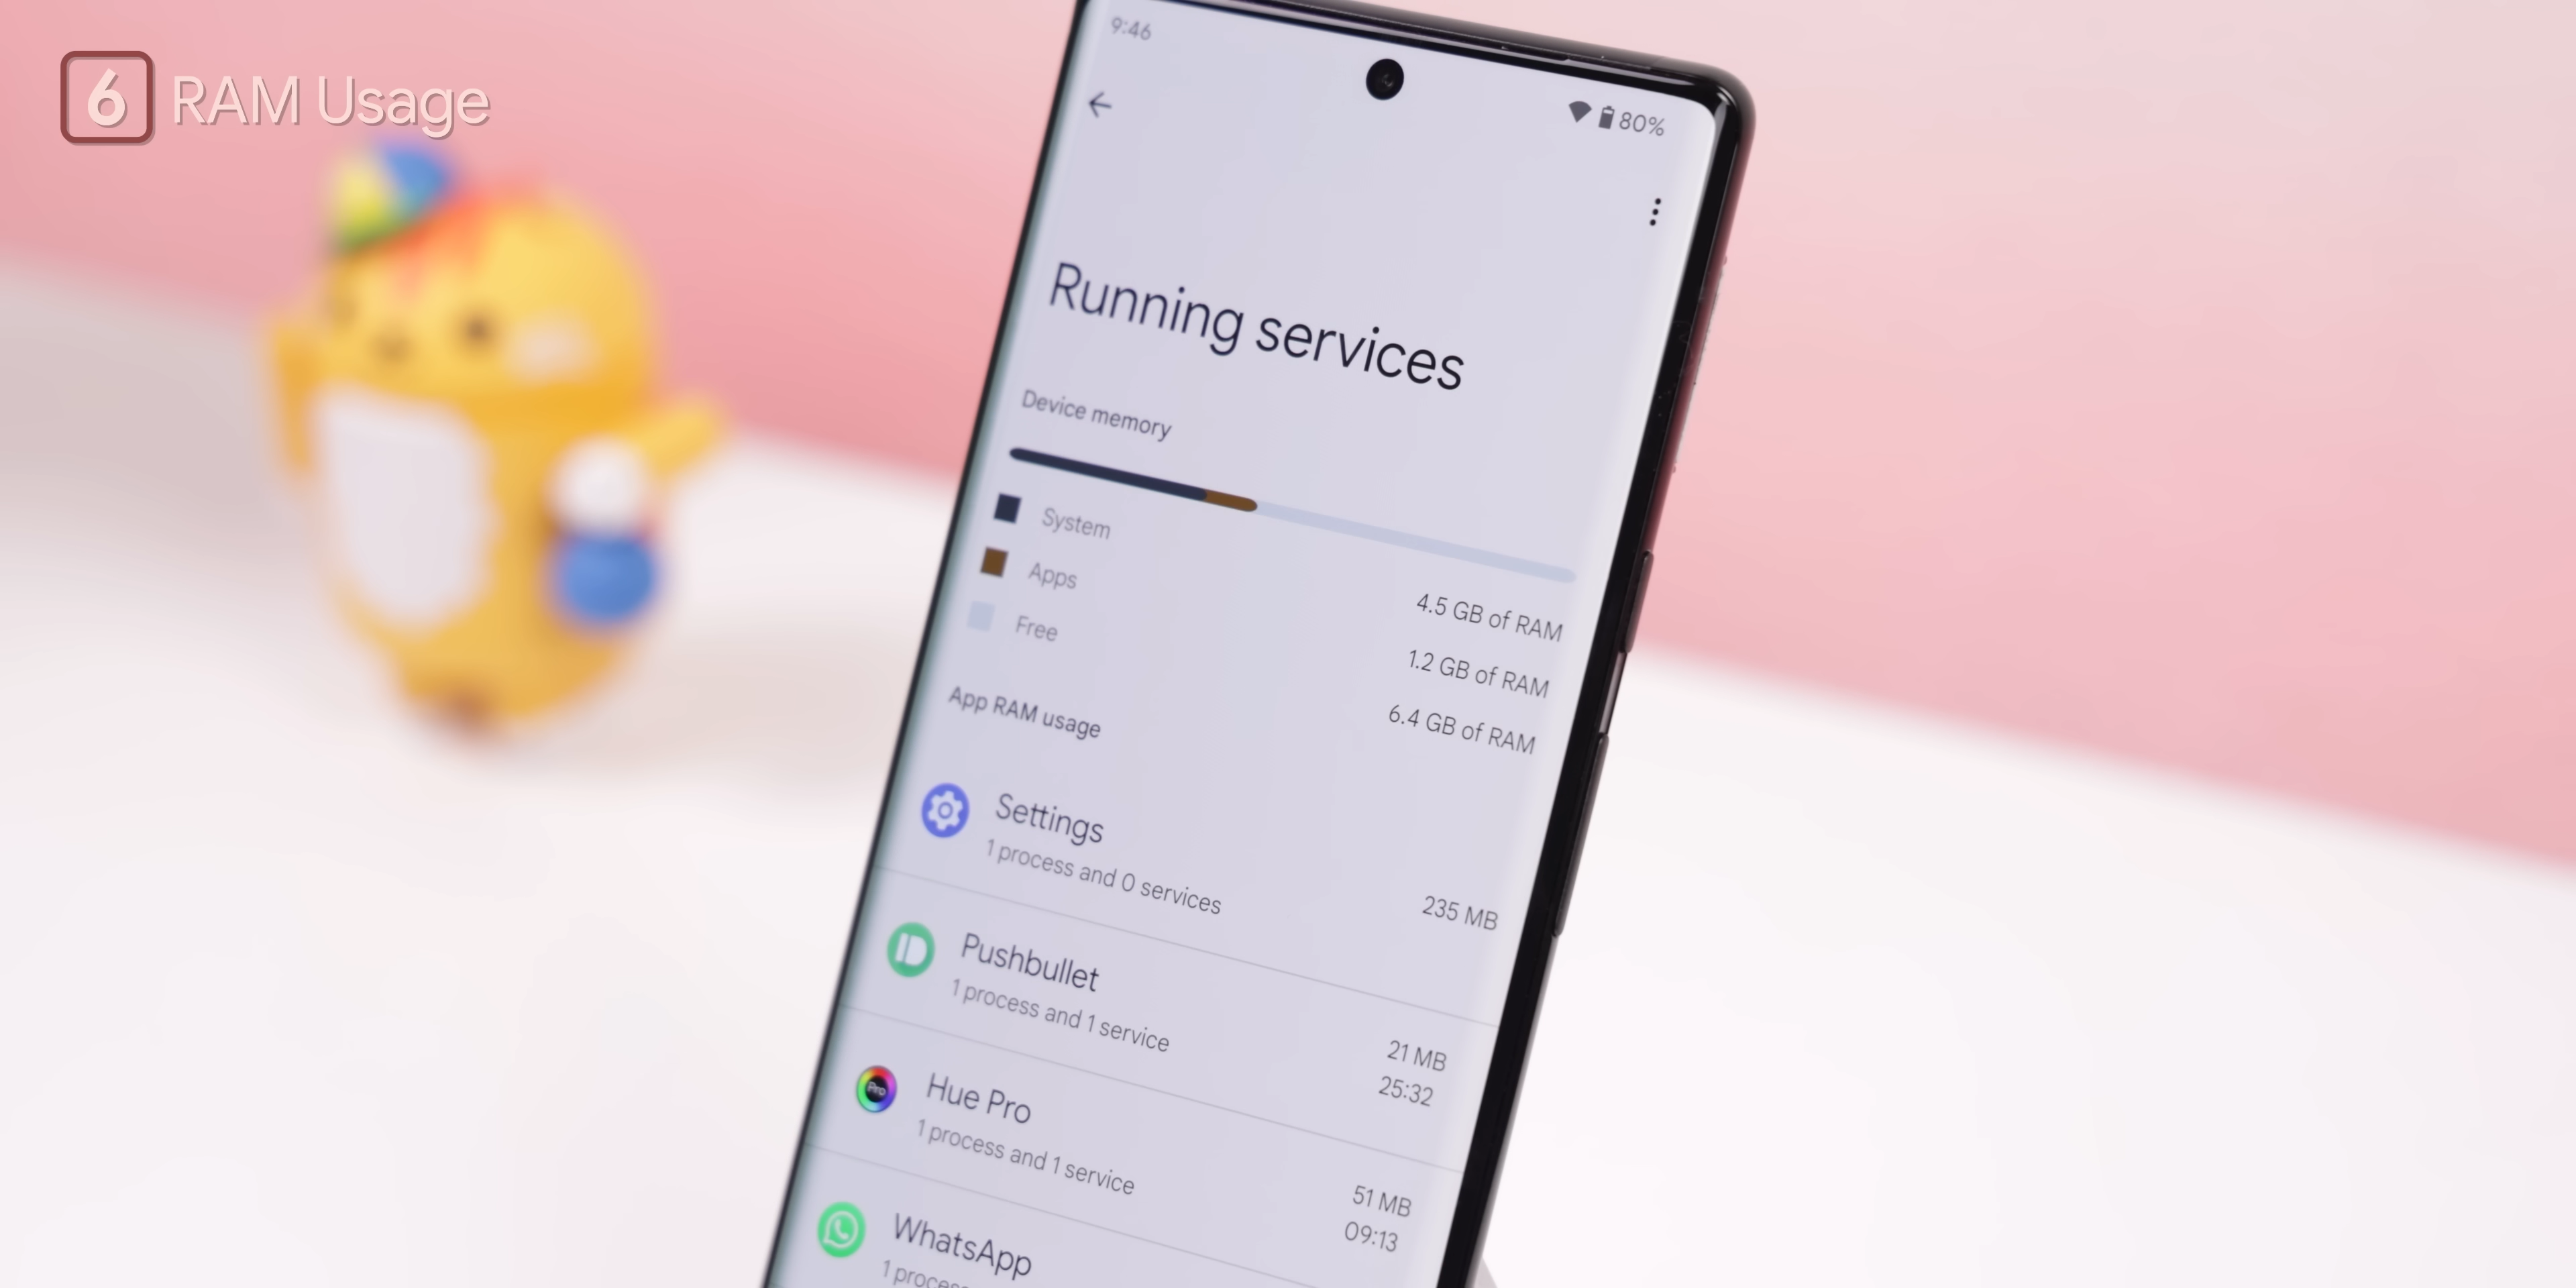 6 RAM Usage
9:46
80%
Running services
Device memory
System 4.5 GB of RAM
Apps 1.2 GB of RAM
Free 6.4 GB of RAM
App RAM usage
Settings
1 process and 0 services 235 MB
Pushbullet
1 process and 1 service 21 MB
25:32
Hue Pro
1 process and 1 service 51 MB
09:13
Pro
WhatsApp
1